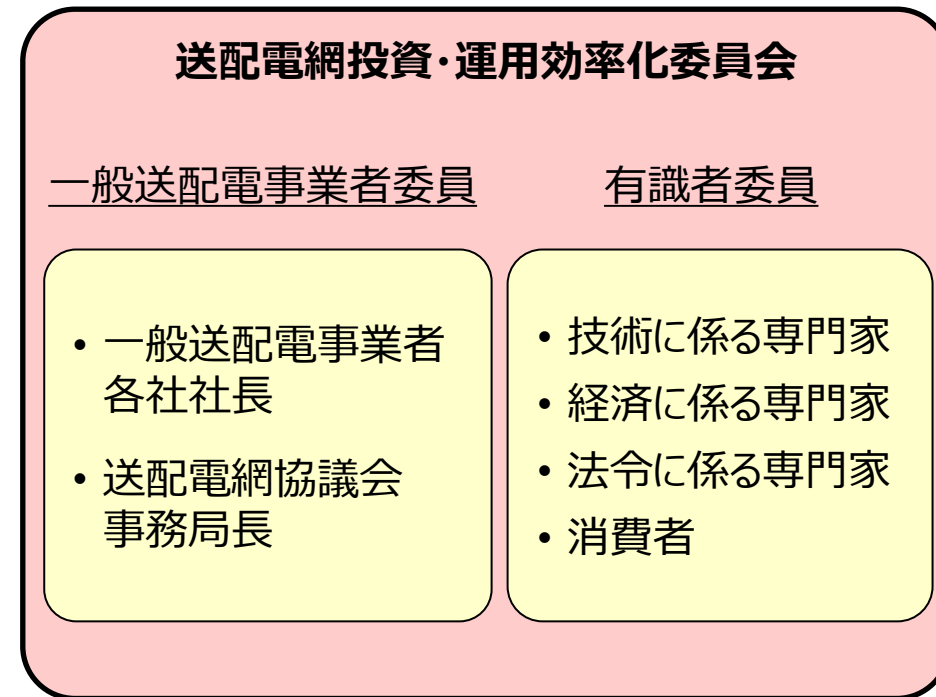 送配電網投資・運用効率化委員会
一般送配電事業者委員
• 一般送配電事業者
各社社長
• 送配電網協議会
事務局長
有識者委員
• 技術に係る専門家
• 経済に係る専門家
• 法令に係る専門家
• 消費者